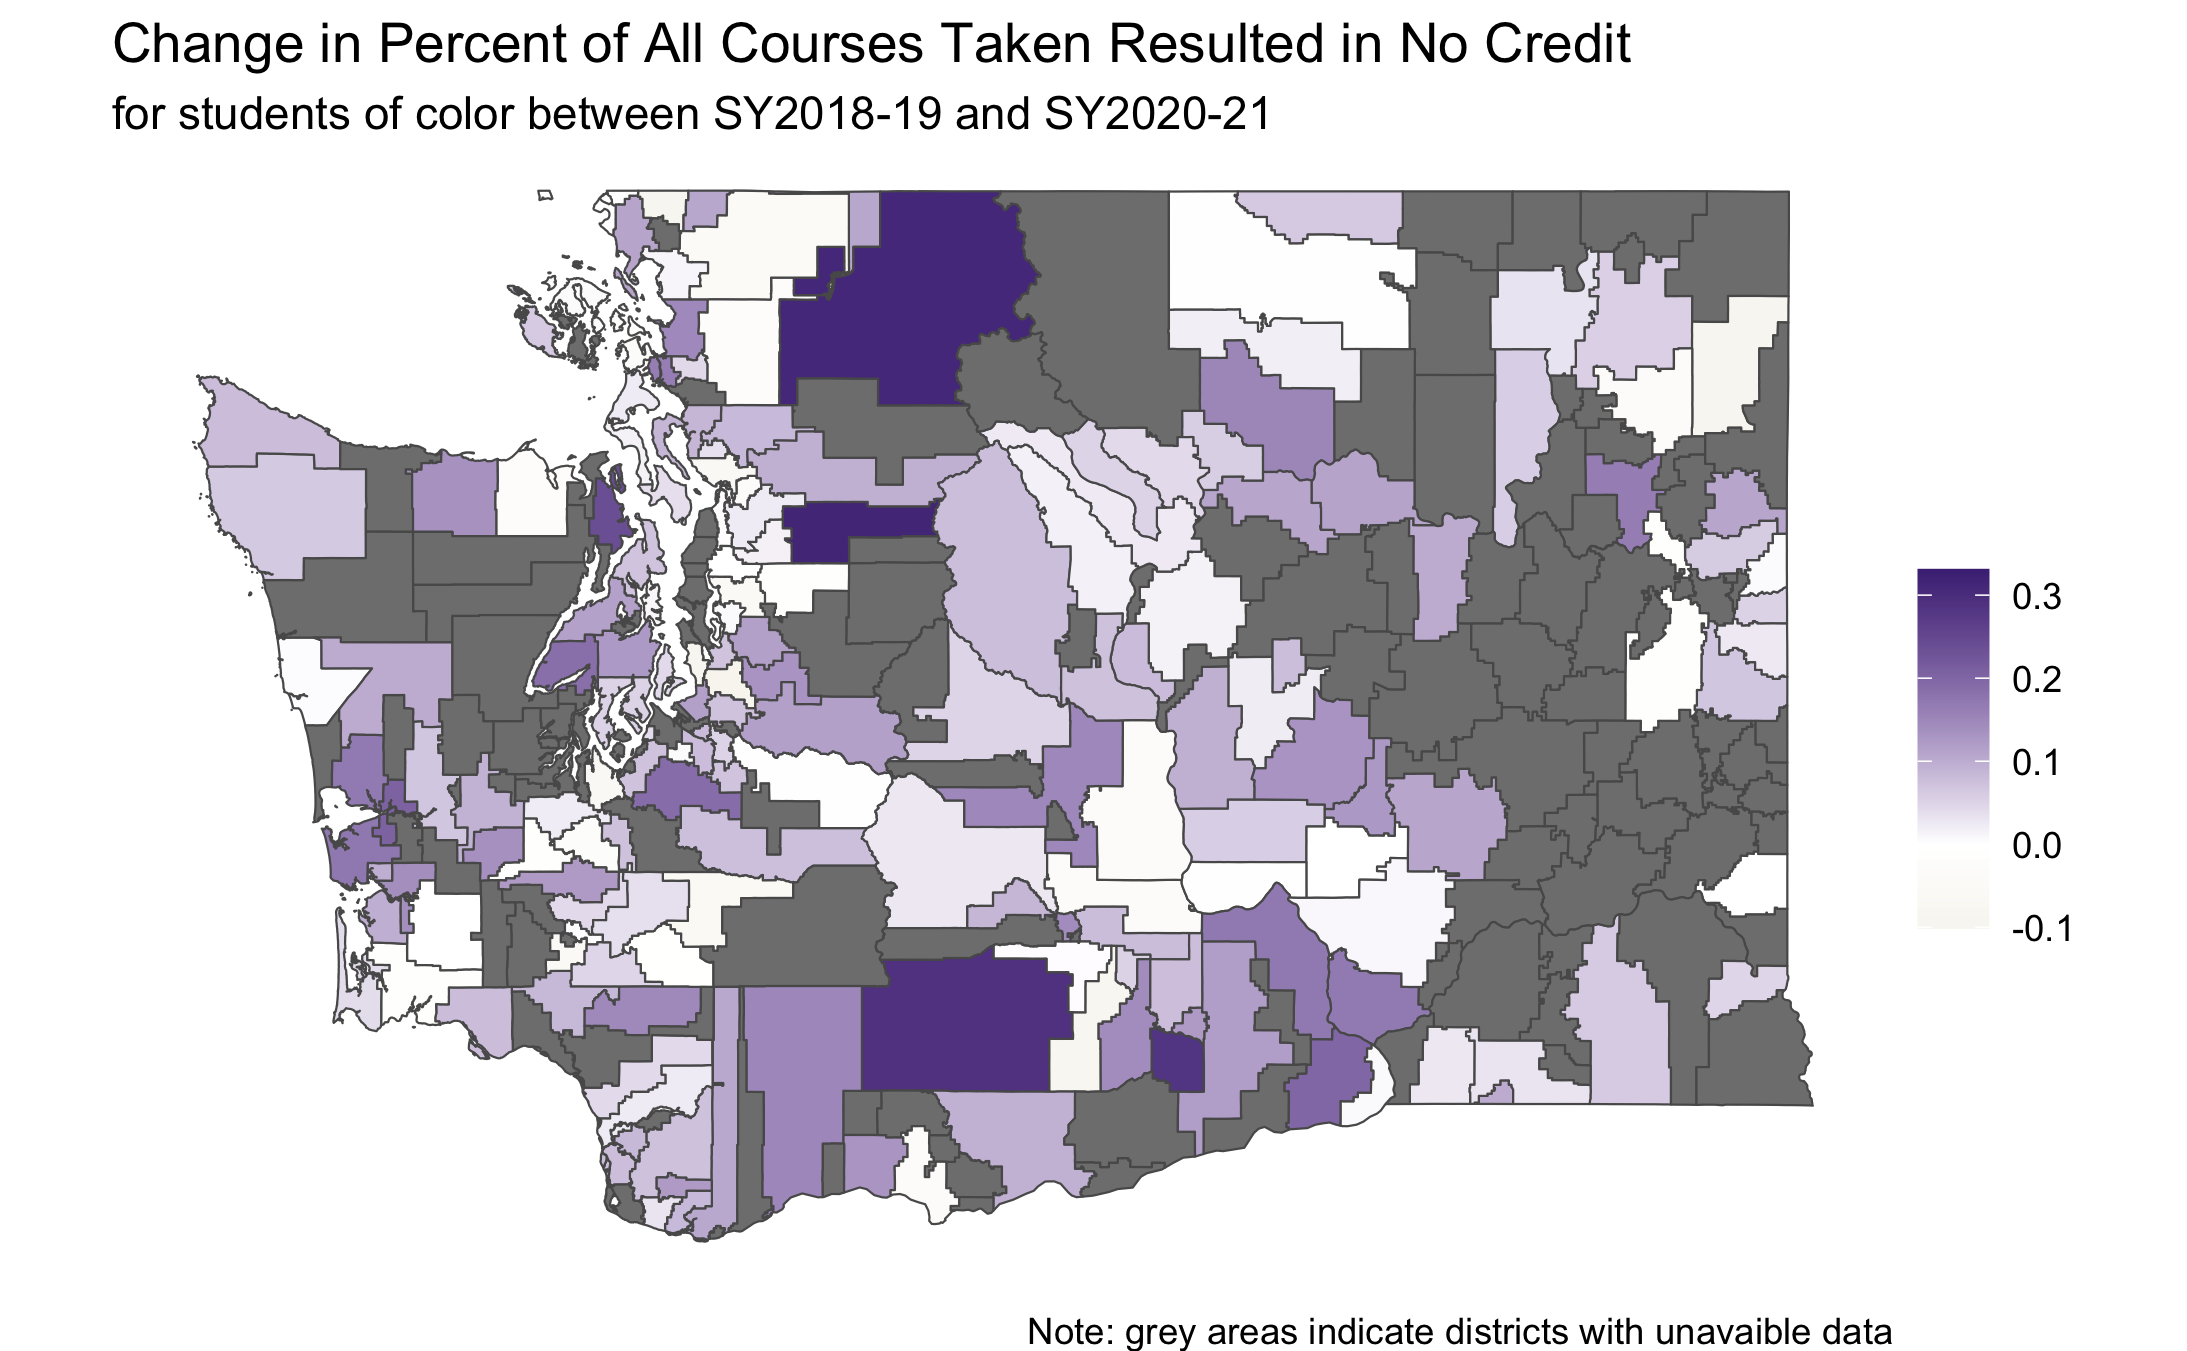 Change in Percent of All Courses Taken Resulted in No Credit
for students of color between SY2018-19 and SY2020-21
0.3
0.2
0.1
0.0
-0.1
Note: grey areas indicate districts with unavaible data